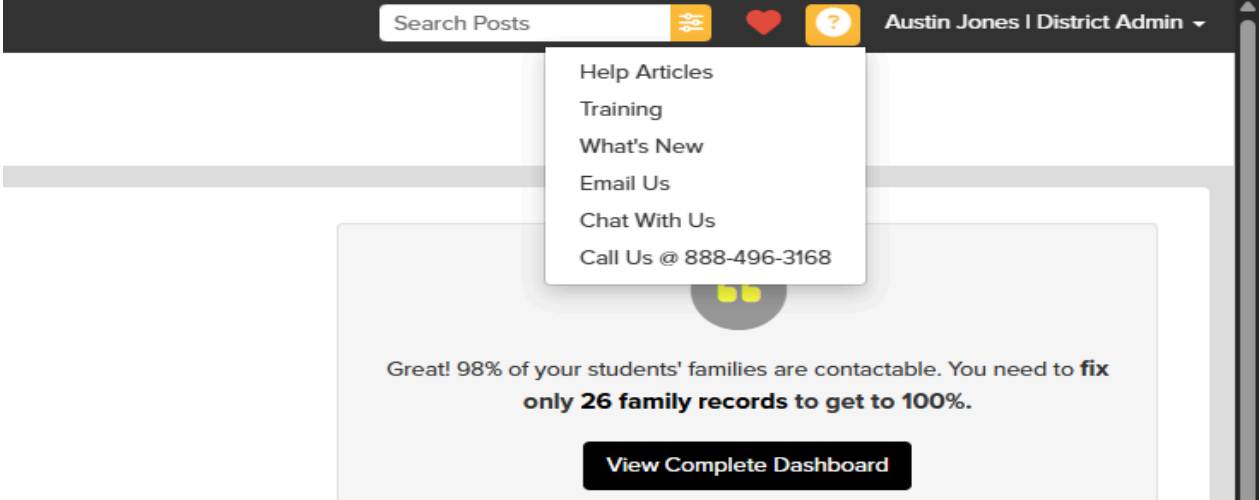 Search Posts
? Austin Jones | District Admin
Help Articles
Training
What's New
Email Us
Chat With Us
Call Us @ 888-496-3168
Great! 98% of your students' families are contactable. You need to fix
only 26 family records to get to 100%.
View Complete Dashboard